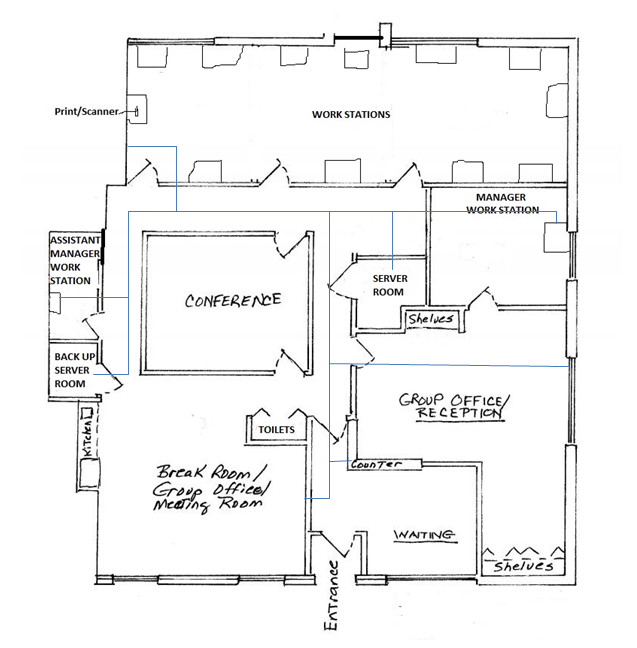 Print/Scanner
WORK STATIONS
MANAGER
WORK STATION
ASSISTANT
MANAGER
WORK
STATION
SERVER
ROOM
CONFERENCE
Shelves
BACK UP
SERVER
ROOM
GROUP OFFICE/
RECEPTION
Kitchen
TOILETS
COUNTER
Break Room/
Group Office/
Meeting Room
WAITING
Shelves
Entrance